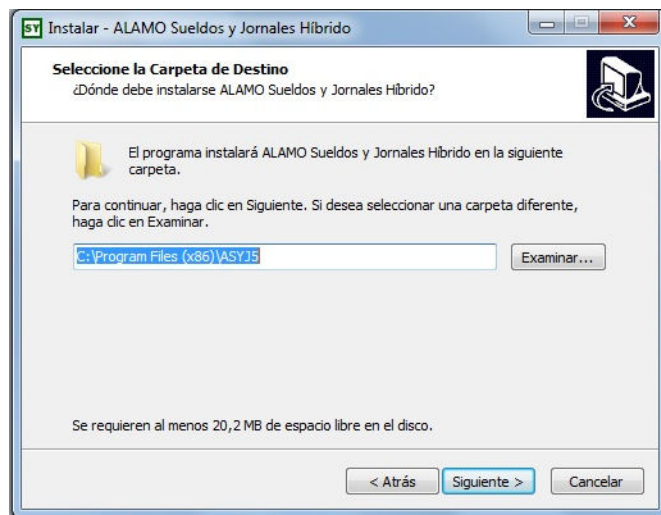 SY Instalar - ALAMO Sueldos y Jornales Híbrido
Seleccione la Carpeta de Destino
¿Dónde debe instalarse ALAMO Sueldos y Jornales Híbrido?
El programa instalará ALAMO Sueldos y Jornales Híbrido en la siguiente
carpeta.
Para continuar, haga clic en Siguiente. Si desea seleccionar una carpeta diferente,
haga clic en Examinar.
C:\Program Files (x86)\ASYJ5 Examinar...
Se requieren al menos 20,2 MB de espacio libre en el disco.
< Atrás Siguiente > Cancelar